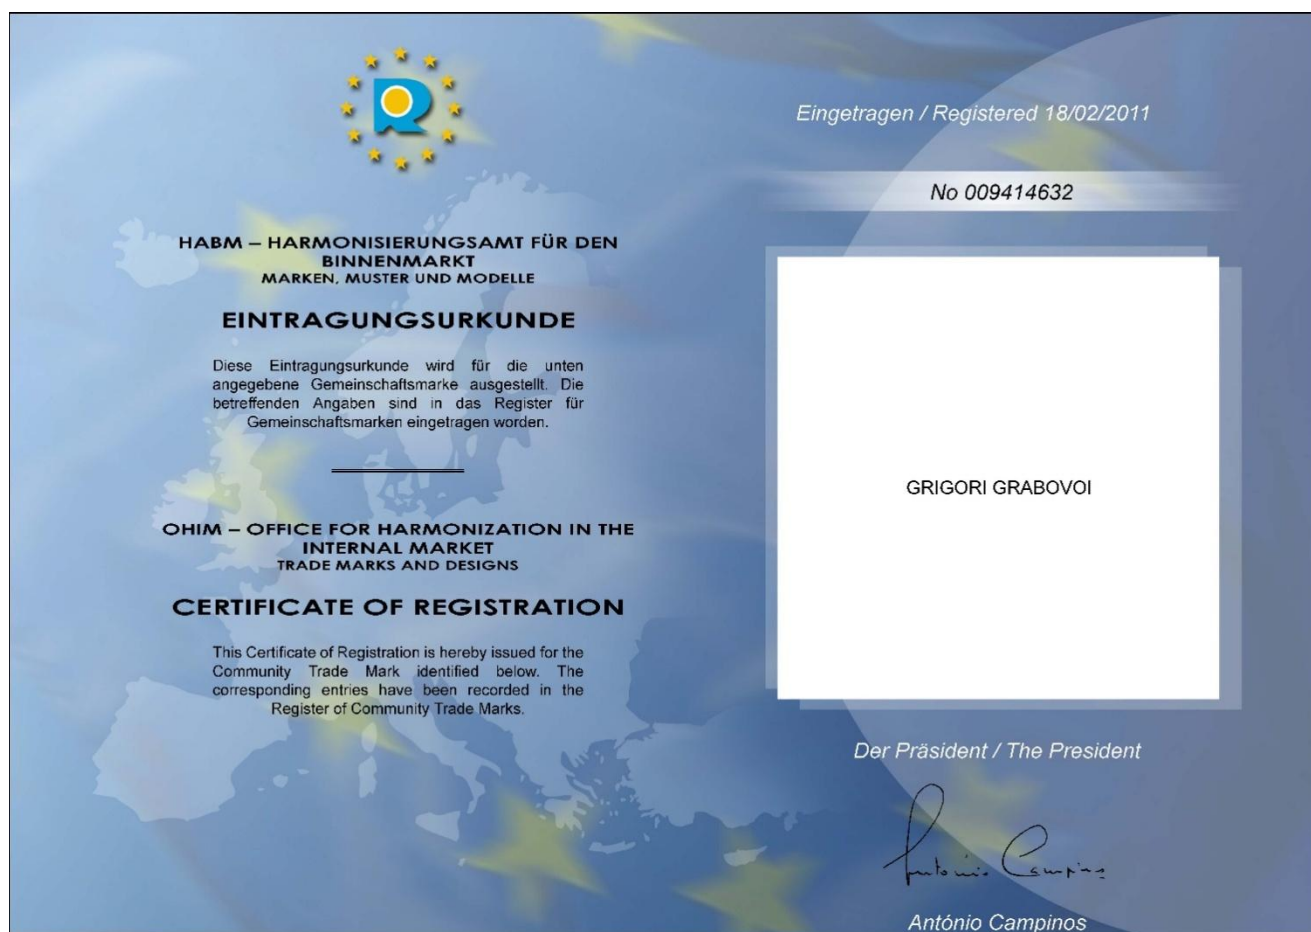 HABM – HARMONISIERUNGSAMT FÜR DEN
BINNENMARKT
MARKEN, MUSTER UND MODELLE
EINTRAGUNGSURKUNDE
Diese Eintragungsurkunde wird für die unten
angegebene Gemeinschaftsmarke ausgestellt. Die
betreffenden Angaben sind in das Register für
Gemeinschaftsmarken eingetragen worden.
OHIM – OFFICE FOR HARMONIZATION IN THE
INTERNAL MARKET
TRADE MARKS AND DESIGNS
CERTIFICATE OF REGISTRATION
This Certificate of Registration is hereby issued for the
Community Trade Mark identified below. The
corresponding entries have been recorded in the
Register of Community Trade Marks.
Eingetragen / Registered 18/02/2011
No 009414632
GRIGORI GRABOVOI
Der Präsident / The President
António Campinos
António Campinos